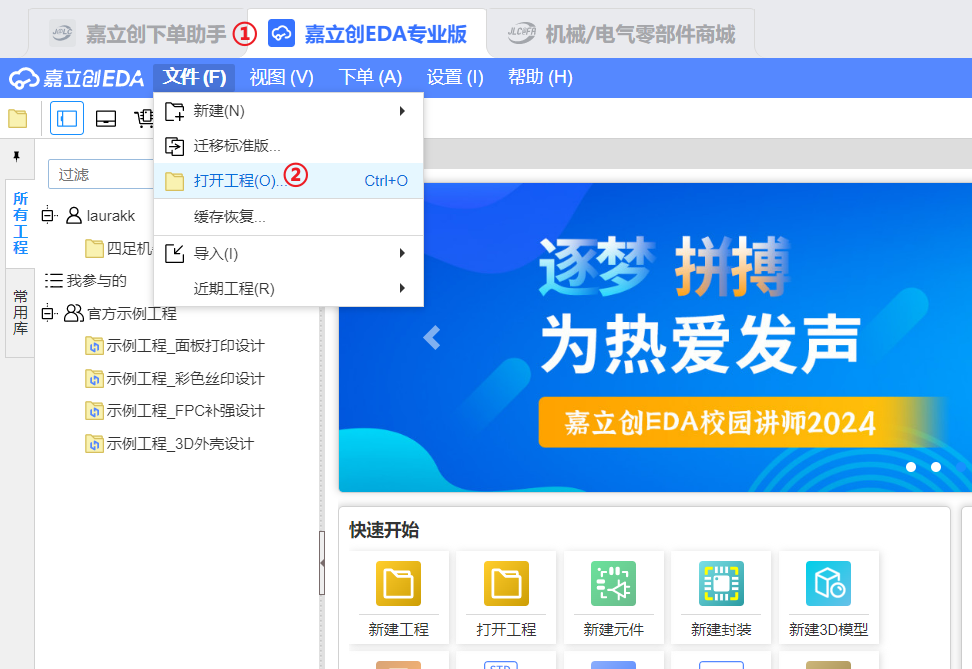 JLC 嘉立创下单助手 ① 嘉立创EDA专业版 JLCHFA 机械/电气零部件商城
嘉立创EDA 文件(F) 视图(V) 下单(A) 设置(I) 帮助(H)
新建(N)
迁移标准版...
打开工程(O)... ② Ctrl+O
缓存恢复...
导入(I)
近期工程(R)
过滤
所有工程
常用库
laurakk
四足机
我参与的
官方示例工程
示例工程_面板打印设计
示例工程_彩色丝印设计
示例工程_FPC补强设计
示例工程_3D外壳设计
逐梦 拼搏
为热爱发声
嘉立创EDA校园讲师2024
快速开始
新建工程 打开工程 新建元件 新建封装 新建3D模型